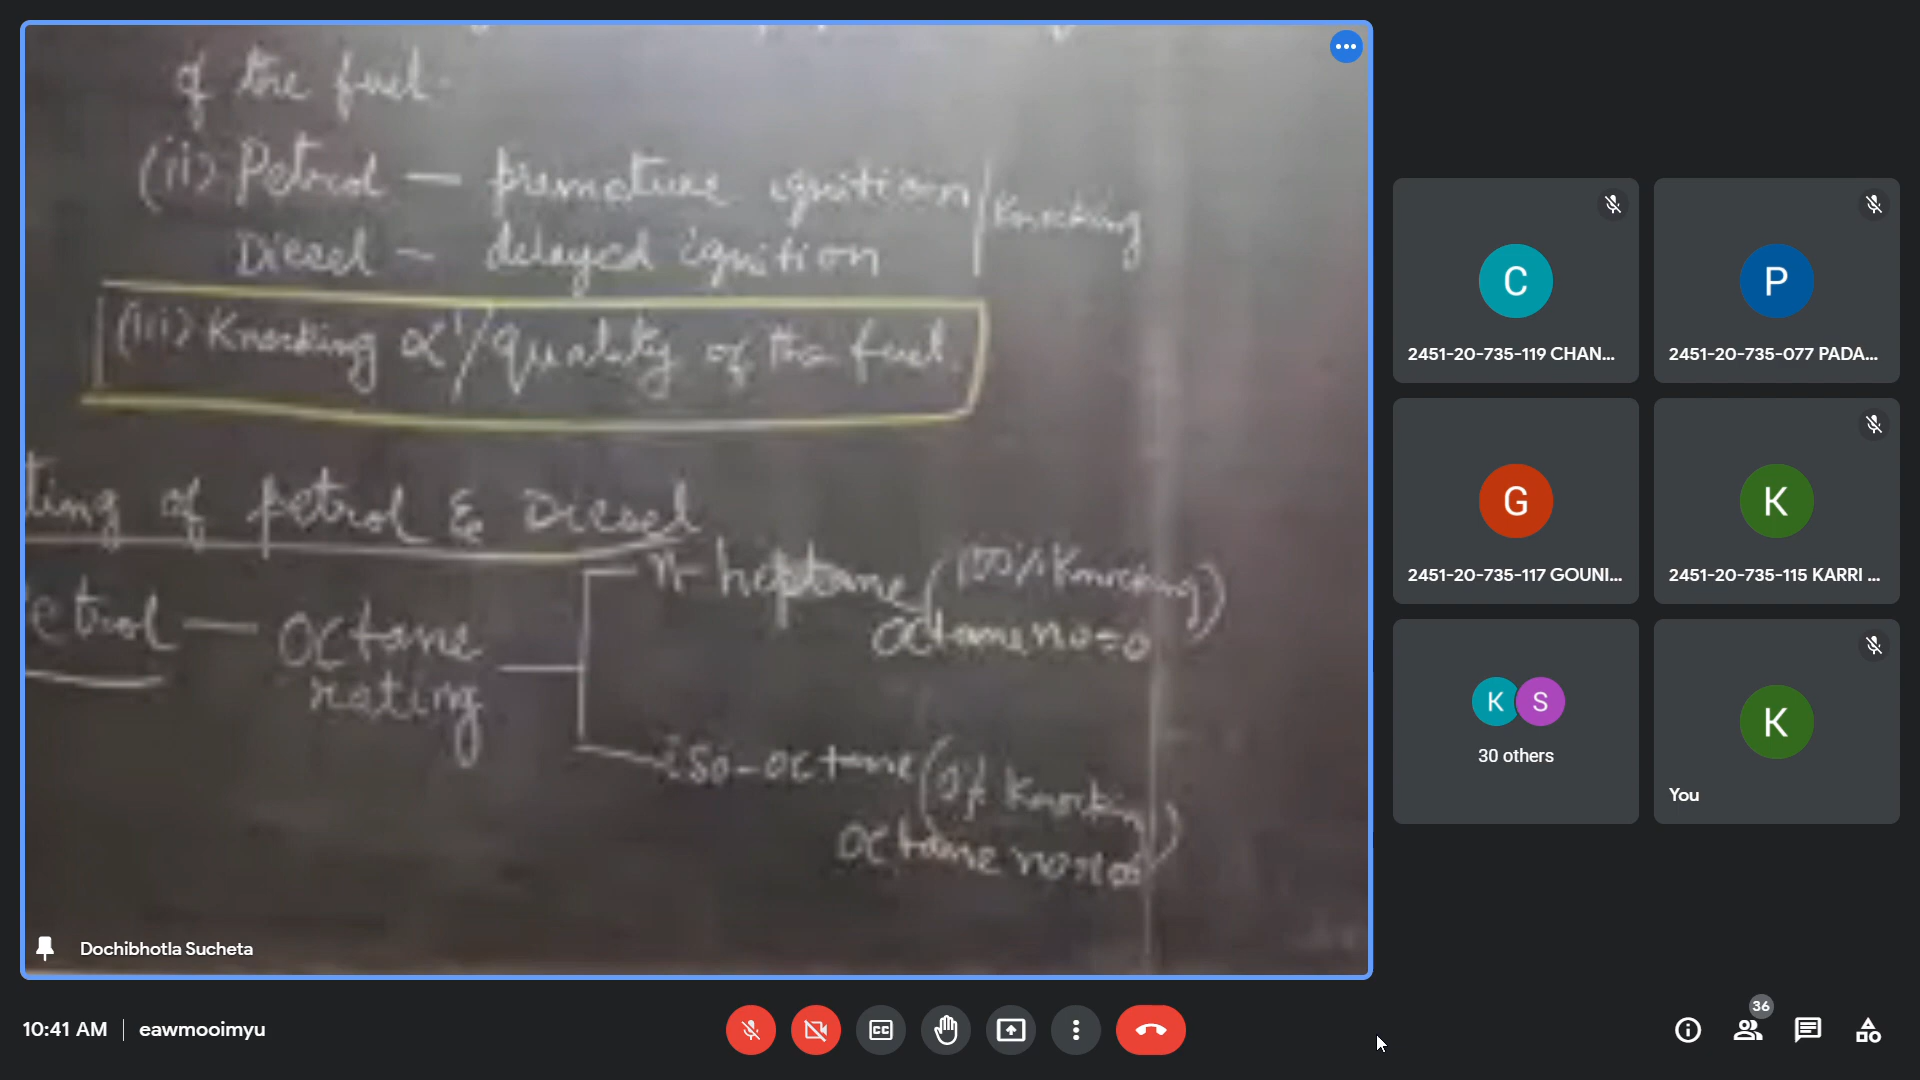 of the fuel.
(ii) Petrol — premature ignition
Knocking
Diesel — delayed ignition
(iii) Knocking α 1/quality of the fuel.
ting of petrol & Diesel
n-heptane (100% Knocking)
octane no=0
etrol — octane
rating
iso-octane (0% Knocking)
octane no=100
Dochibhotla Sucheta
2451-20-735-119 CHAN...
2451-20-735-077 PADA...
2451-20-735-117 GOUNI...
2451-20-735-115 KARRI ...
C
P
G
K
K
S
30 others
K
You
10:41 AM | eawmooimyu
CC
36